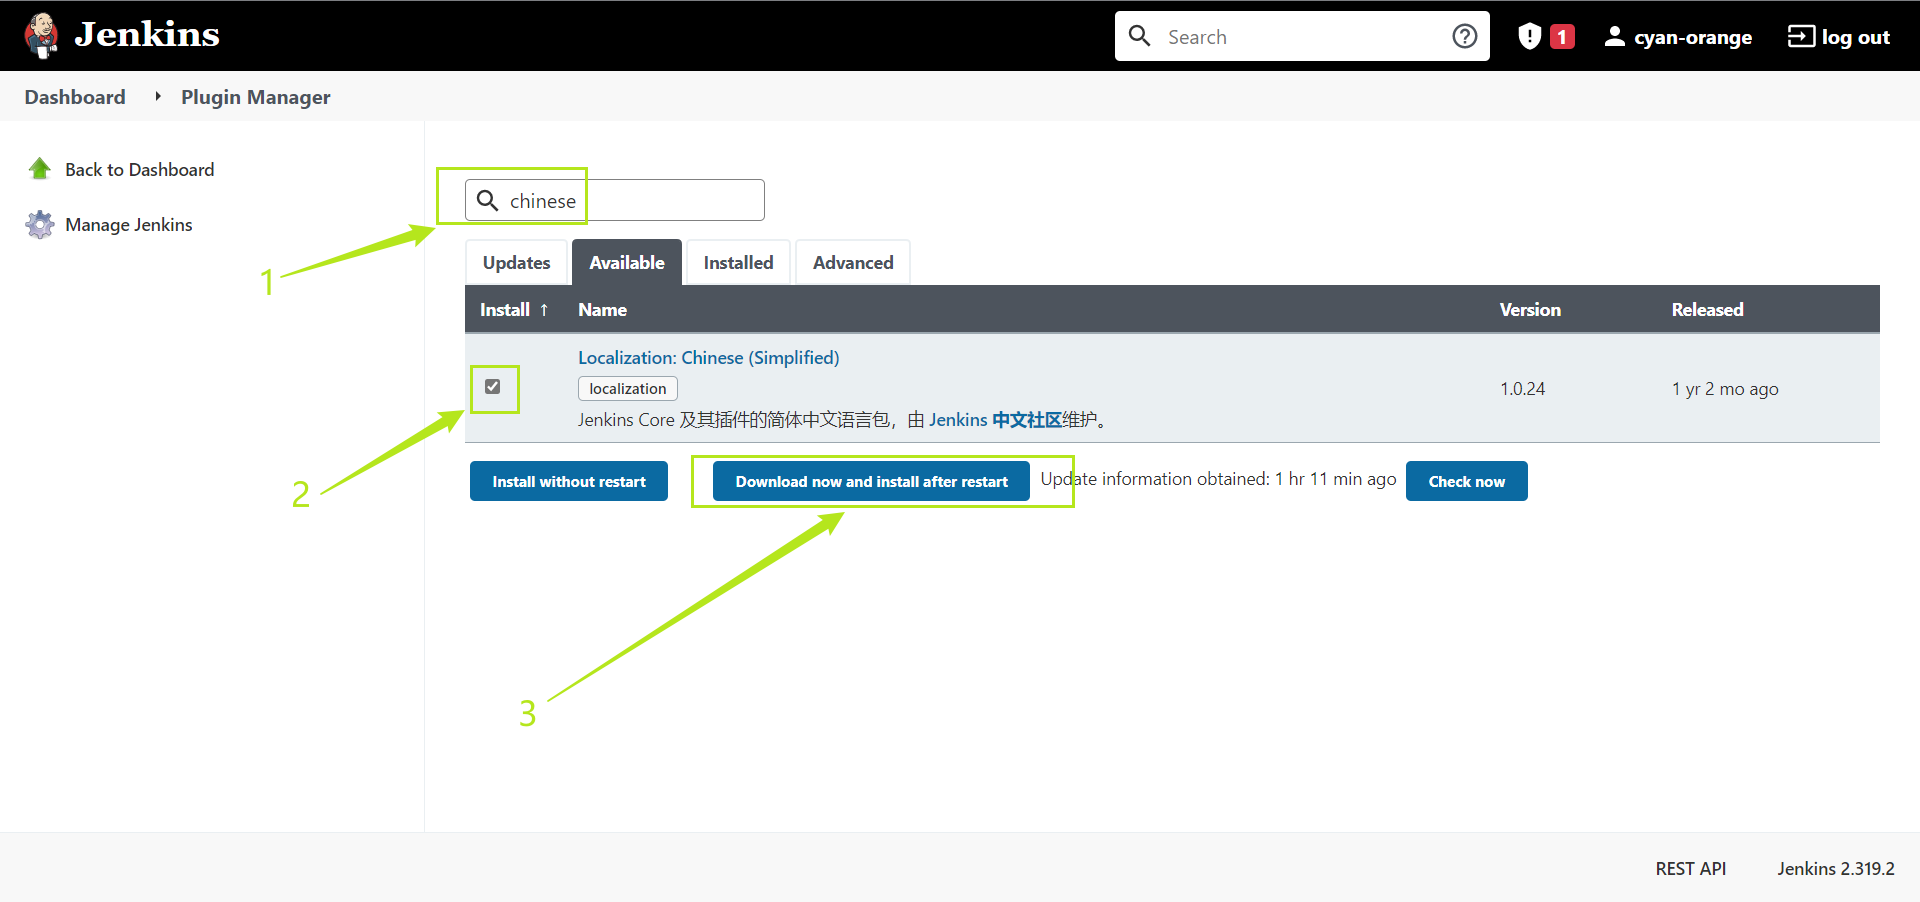 Jenkins
Search
1
cyan-orange
log out
Dashboard
Plugin Manager
Back to Dashboard
Manage Jenkins
chinese
1
Updates
Available
Installed
Advanced
Install ↑
Name
Version
Released
Localization: Chinese (Simplified)
localization
Jenkins Core 及其插件的简体中文语言包，由 Jenkins 中文社区维护。
1.0.24
1 yr 2 mo ago
2
Install without restart
Download now and install after restart
Update information obtained: 1 hr 11 min ago
Check now
3
REST API
Jenkins 2.319.2